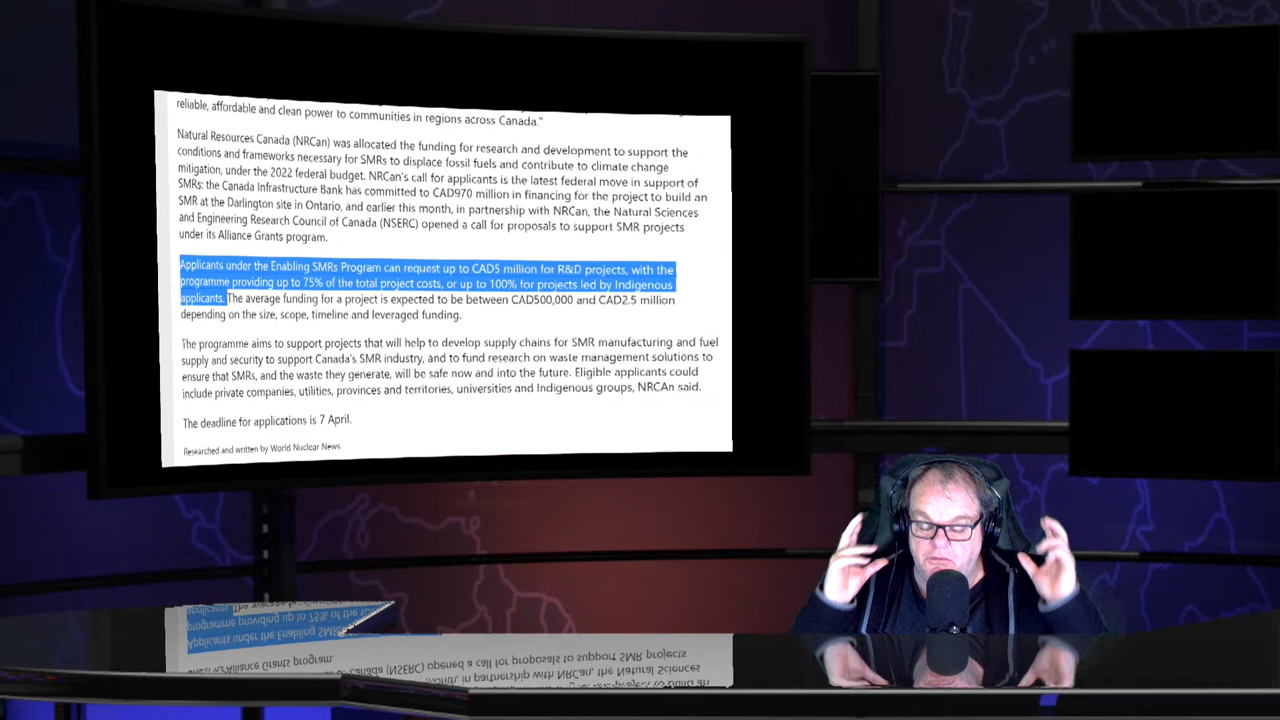 reliable, affordable and clean power to communities in regions across Canada."
Natural Resources Canada (NRCan) was allocated the funding for research and development to support the
conditions and frameworks necessary for SMRs to displace fossil fuels and contribute to climate change
mitigation, under the 2022 federal budget. NRCan's call for applicants is the latest federal move in support of
SMRs: the Canada Infrastructure Bank has committed to CAD970 million in financing for the project to build an
SMR at the Darlington site in Ontario, and earlier this month, in partnership with NRCan, the Natural Sciences
and Engineering Research Council of Canada (NSERC) opened a call for proposals to support SMR projects
under its Alliance Grants program.
Applicants under the Enabling SMRs Program can request up to CAD5 million for R&D projects, with the
programme providing up to 75% of the total project costs, or up to 100% for projects led by Indigenous
applicants. The average funding for a project is expected to be between CAD500,000 and CAD2.5 million
depending on the size, scope, timeline and leveraged funding.
The programme aims to support projects that will help to develop supply chains for SMR manufacturing and fuel
supply and security to support Canada's SMR industry, and to fund research on waste management solutions to
ensure that SMRs, and the waste they generate, will be safe now and into the future. Eligible applicants could
include private companies, utilities, provinces and territories, universities and Indigenous groups, NRCAn said.
The deadline for applications is 7 April.
Researched and written by World Nuclear News